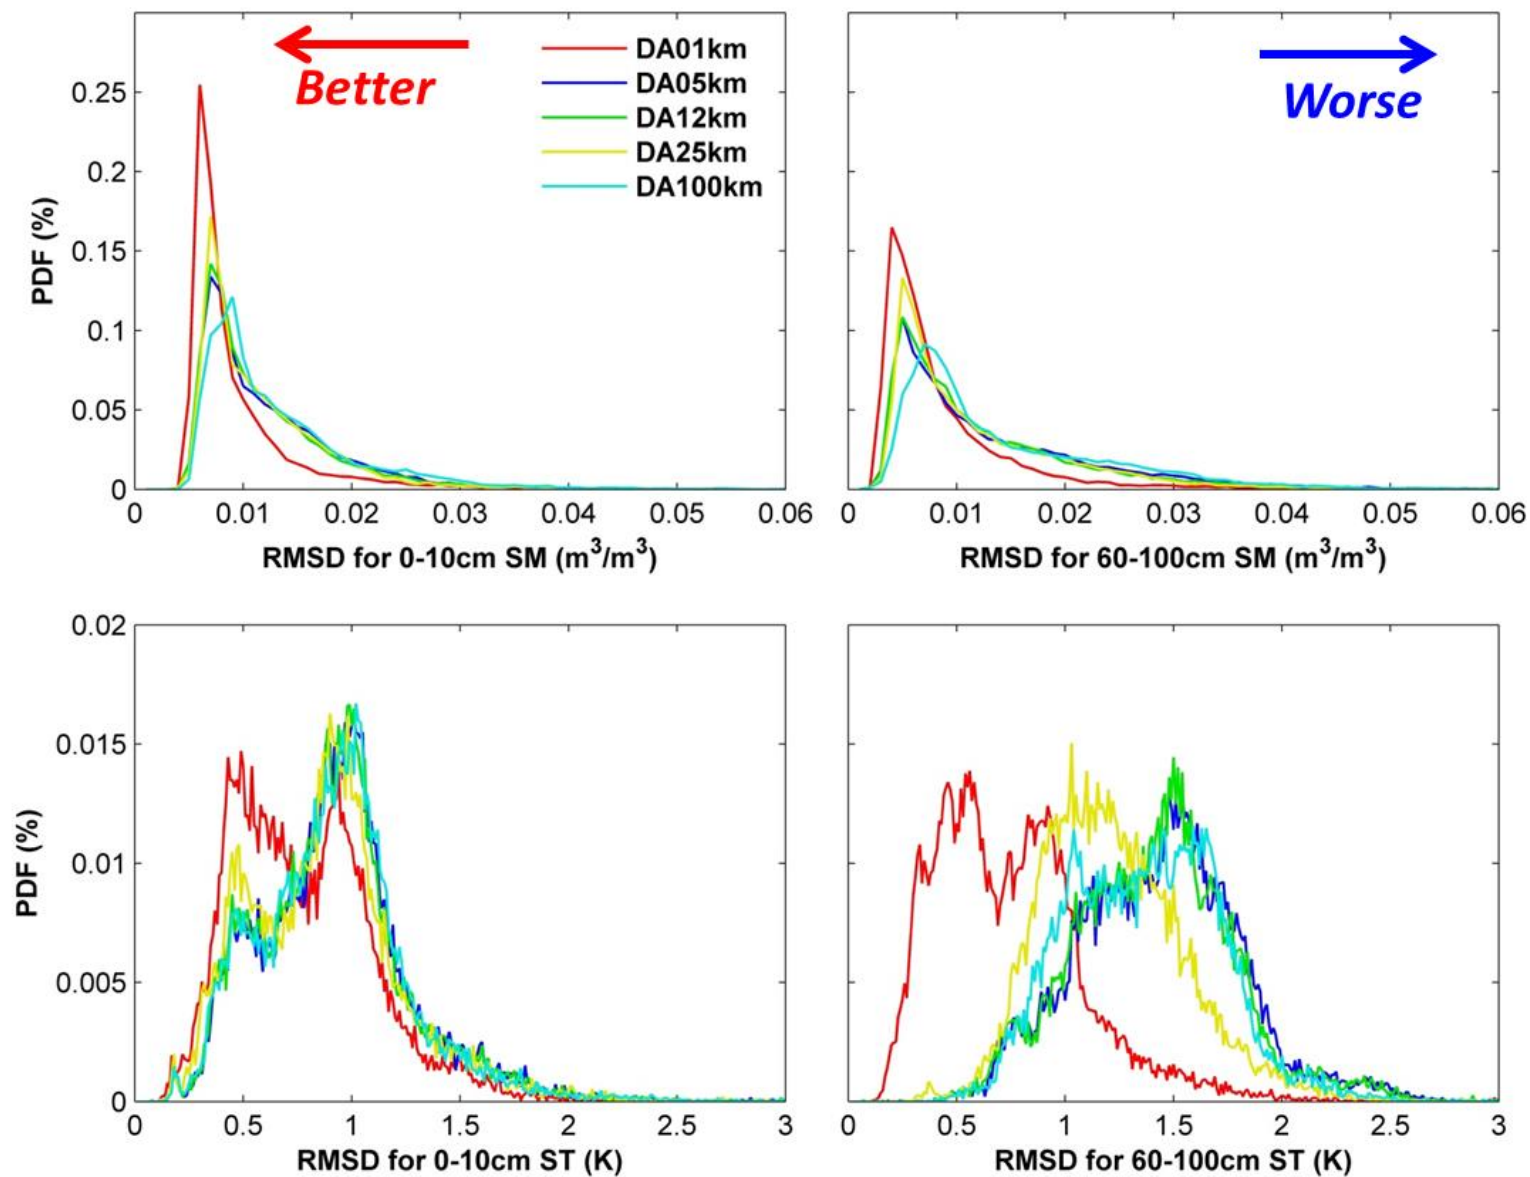 Better
DA01km
DA05km
DA12km
DA25km
DA100km
Worse
PDF (%)
0.25
0.2
0.15
0.1
0.05
0
0 0.01 0.02 0.03 0.04 0.05 0.06
RMSD for 0-10cm SM (m³/m³)
0 0.01 0.02 0.03 0.04 0.05 0.06
RMSD for 60-100cm SM (m³/m³)
PDF (%)
0.02
0.015
0.01
0.005
0
0 0.5 1 1.5 2 2.5 3
RMSD for 0-10cm ST (K)
0 0.5 1 1.5 2 2.5 3
RMSD for 60-100cm ST (K)